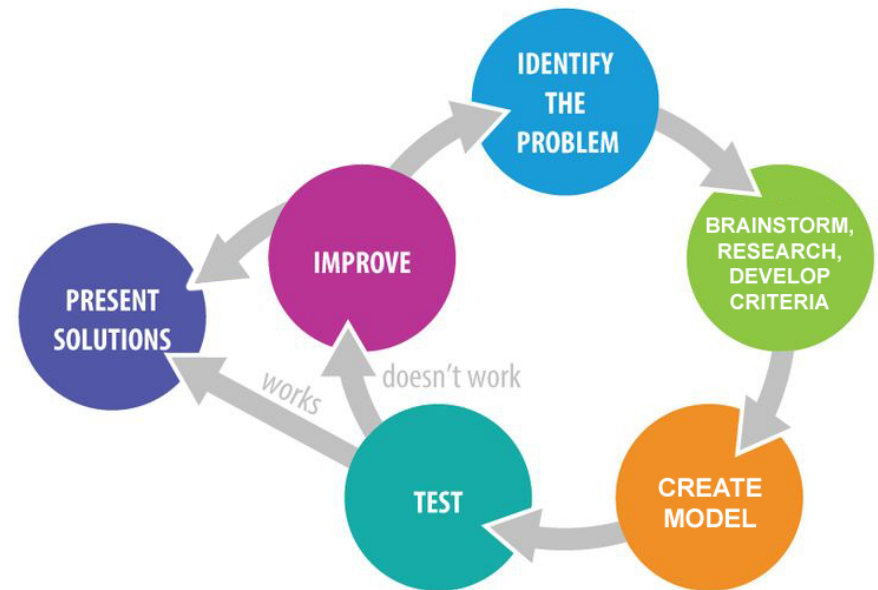 IDENTIFY
THE
PROBLEM
BRAINSTORM,
RESEARCH,
DEVELOP
CRITERIA
CREATE
MODEL
TEST
doesn't work
works
IMPROVE
PRESENT
SOLUTIONS